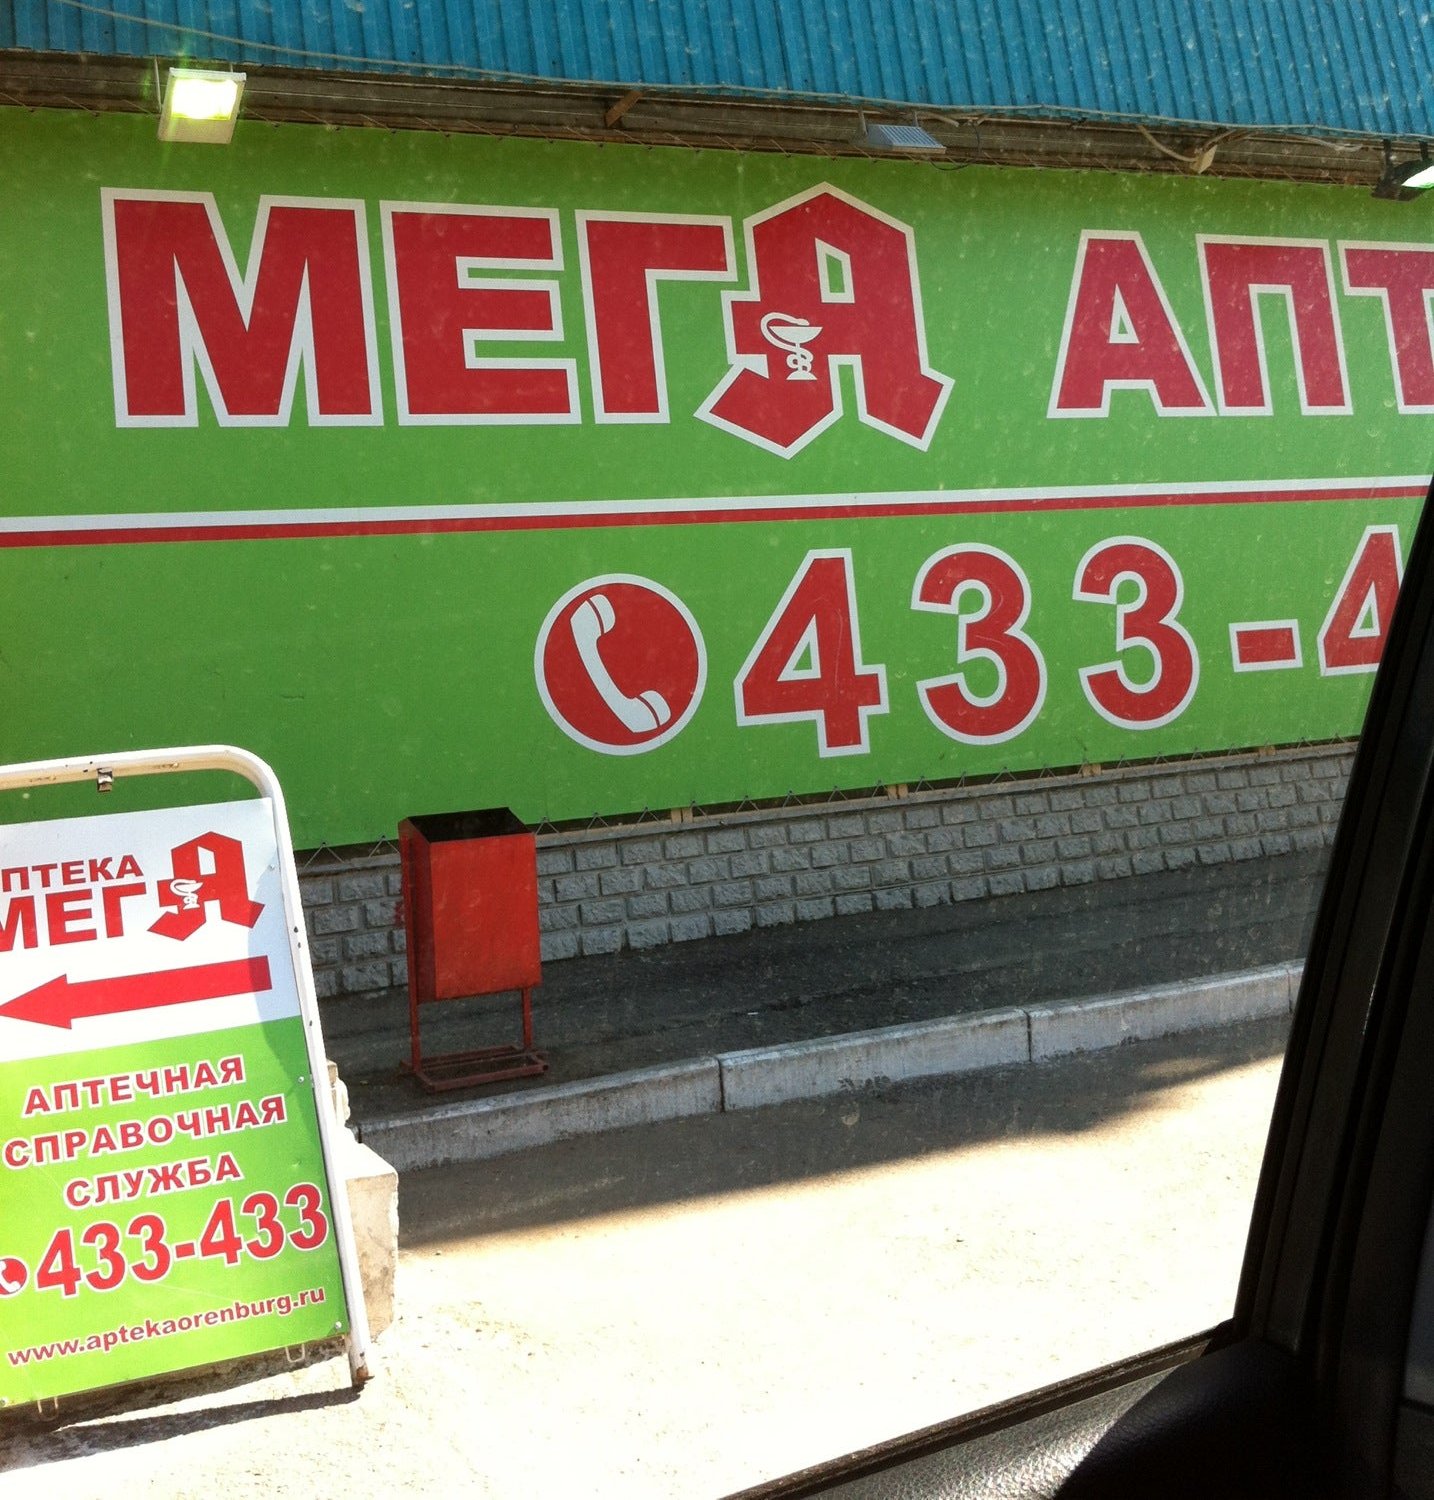 МЕГА АПТ
433-4
ПТЕКА
МЕГА
АПТЕЧНАЯ
СПРАВОЧНАЯ
СЛУЖБА
433-433
www.aptekaorenburg.ru